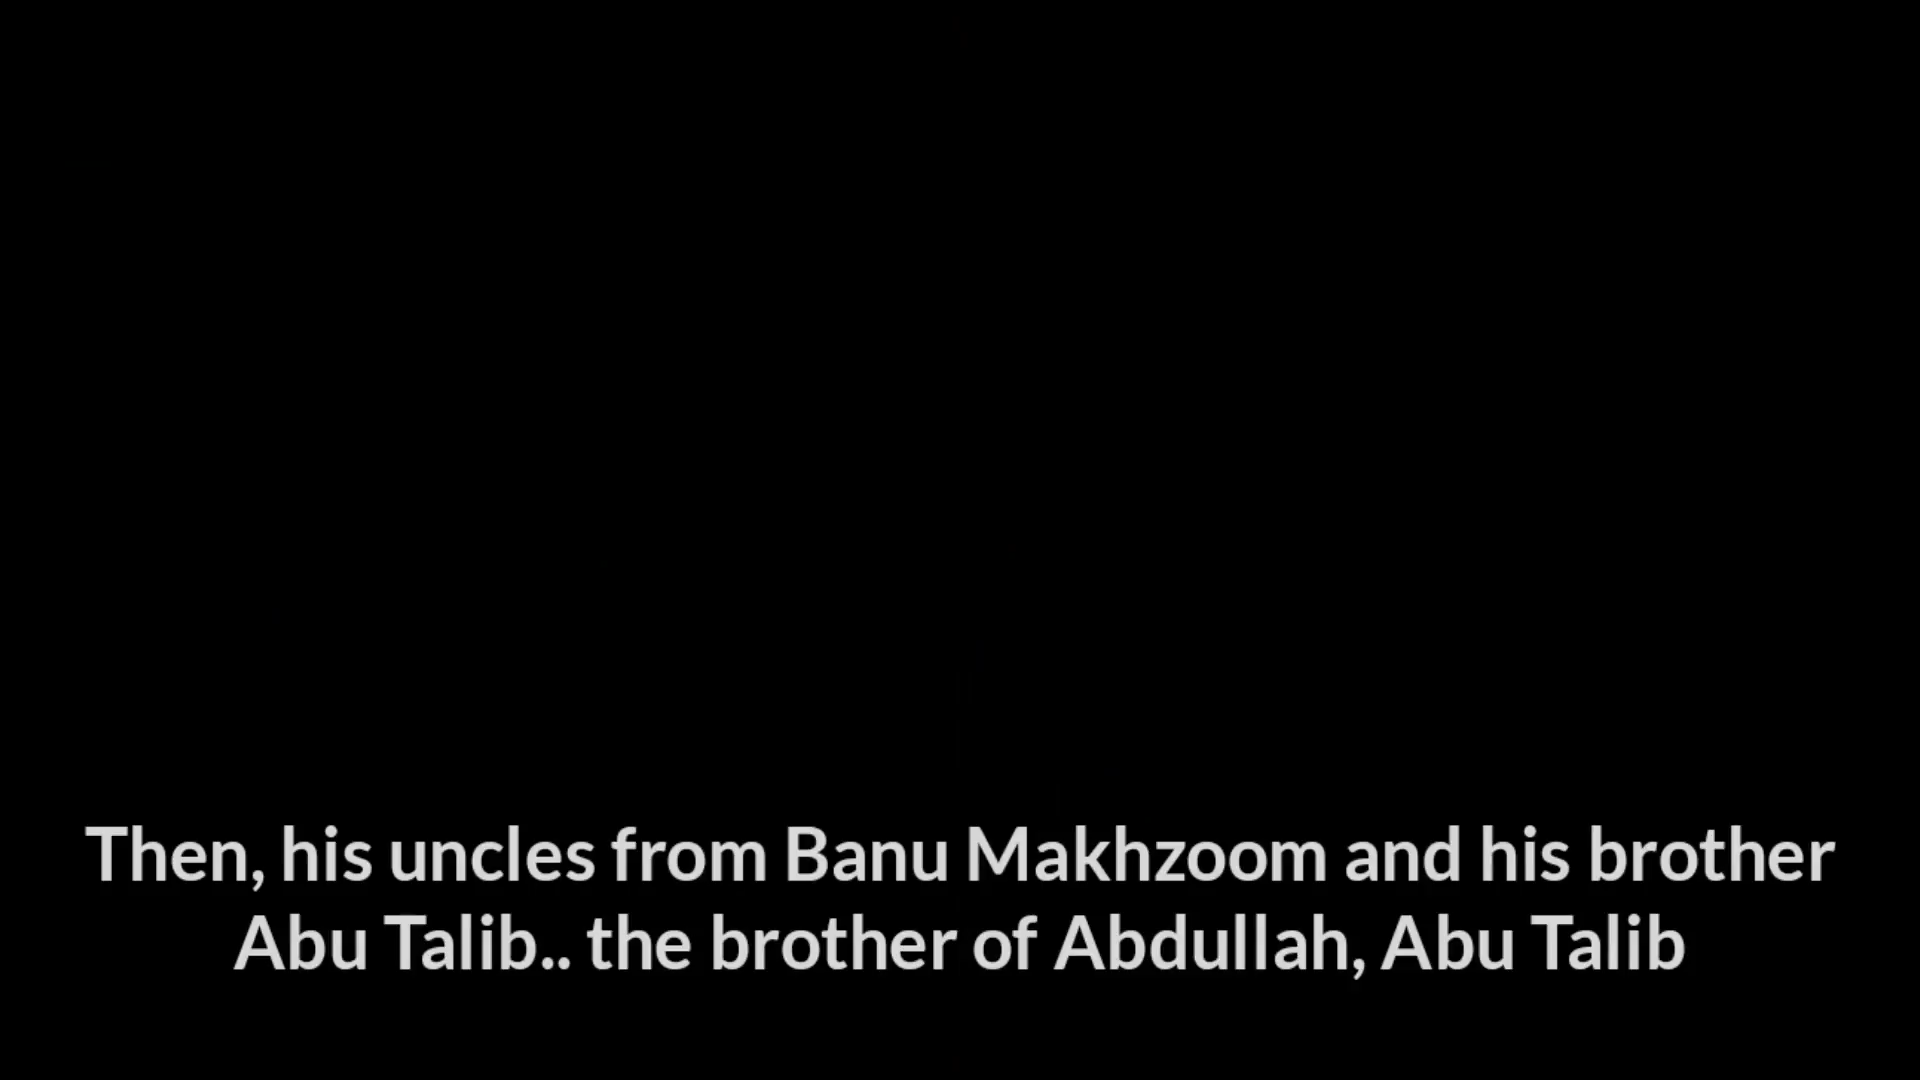 Then, his uncles from Banu Makhzoom and his brother
Abu Talib.. the brother of Abdullah, Abu Talib